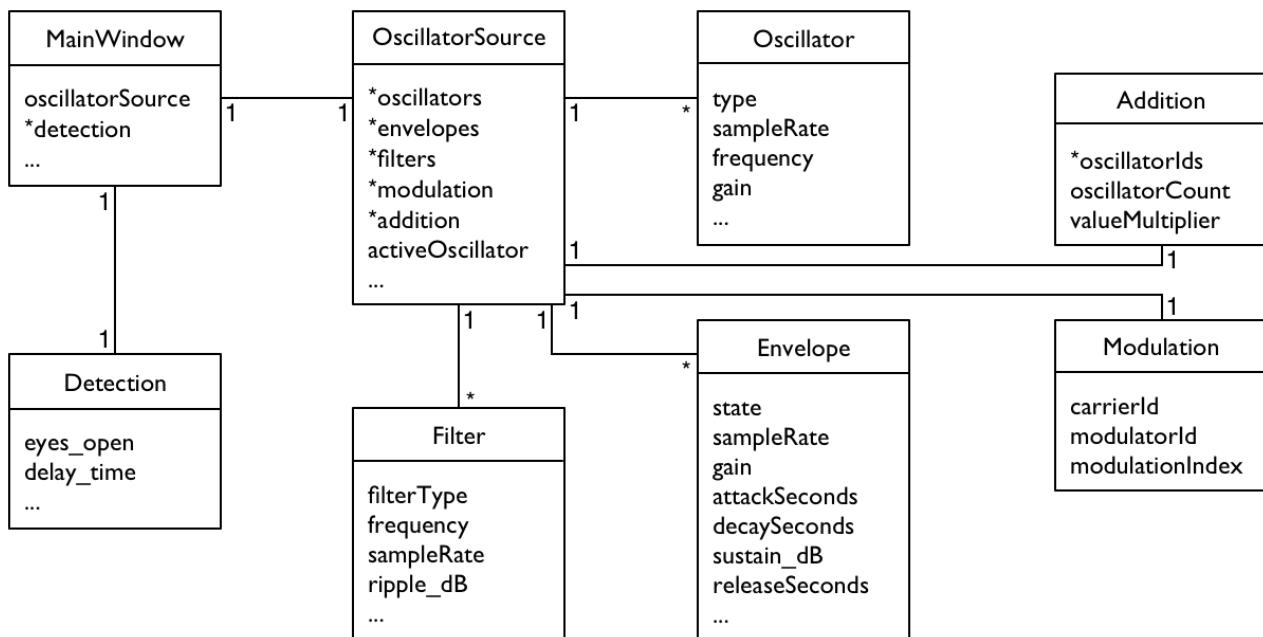 MainWindow
oscillatorSource
*detection
...
1
1
OscillatorSource
*oscillators
*envelopes
*filters
*modulation
*addition
activeOscillator
...
1
*
Oscillator
type
sampleRate
frequency
gain
...
Addition
*oscillatorIds
oscillatorCount
valueMultiplier
1
1
1
1
1
1
Detection
eyes_open
delay_time
...
1
*
Filter
filterType
frequency
sampleRate
ripple_dB
...
1
*
Envelope
state
sampleRate
gain
attackSeconds
decaySeconds
sustain_dB
releaseSeconds
...
Modulation
carrierId
modulatorId
modulationIndex